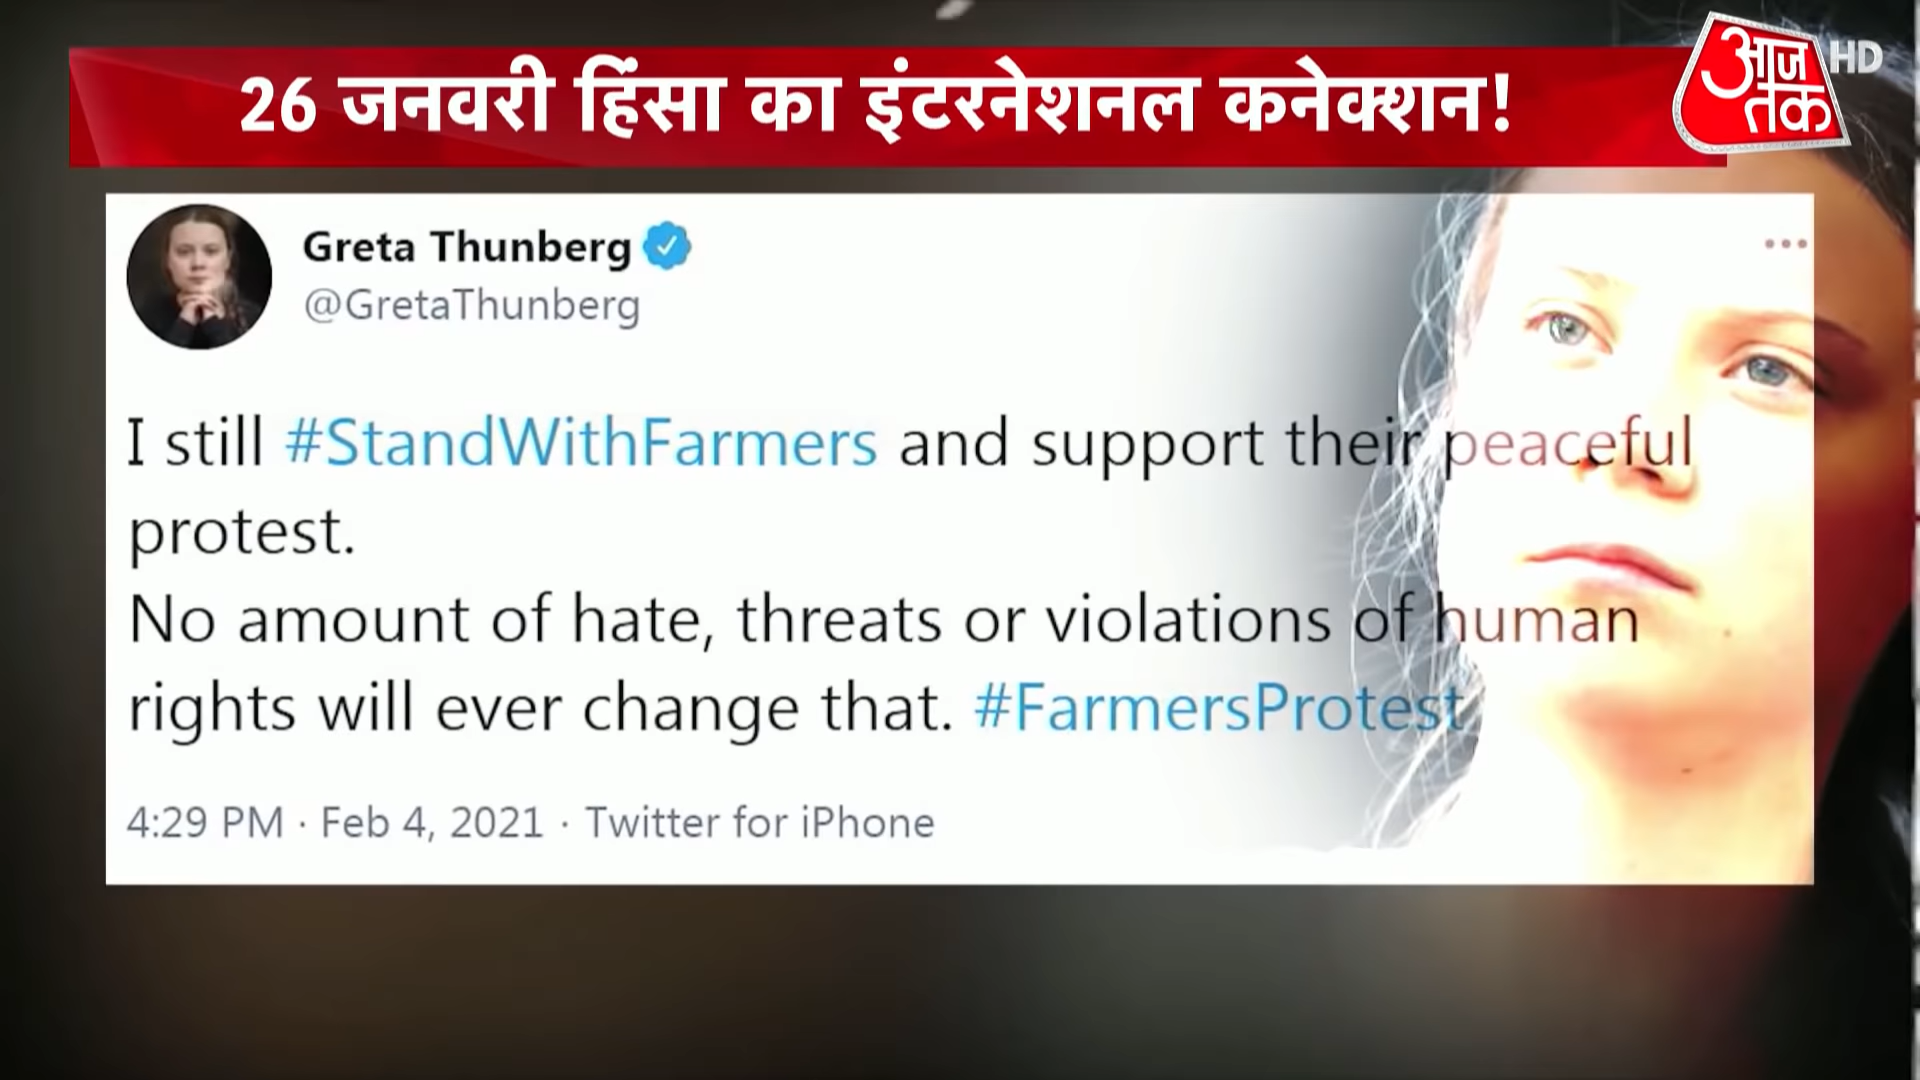 26 जनवरी हिंसा का इंटरनेशनल कनेक्शन!
आज
तक
HD
Greta Thunberg
@GretaThunberg
I still #StandWithFarmers and support their peaceful
protest.
No amount of hate, threats or violations of human
rights will ever change that. #FarmersProtest
4:29 PM · Feb 4, 2021 · Twitter for iPhone